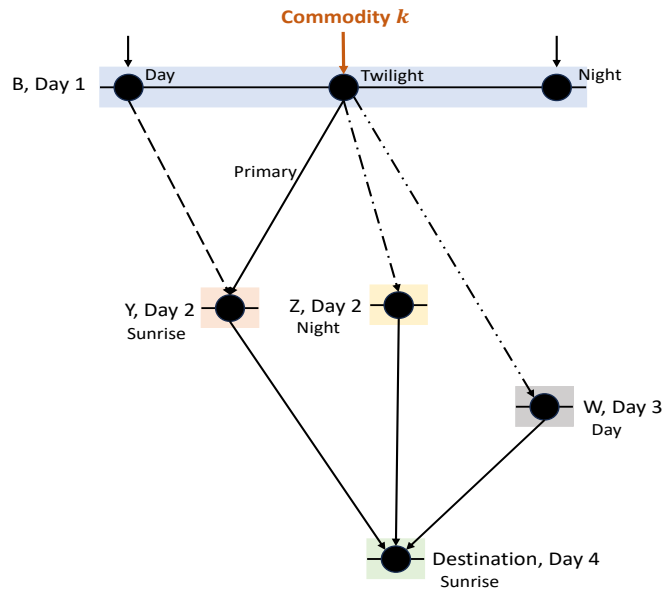 Commodity k
Day
Twilight
Night
B, Day 1
Primary
Y, Day 2
Sunrise
Z, Day 2
Night
W, Day 3
Day
Destination, Day 4
Sunrise